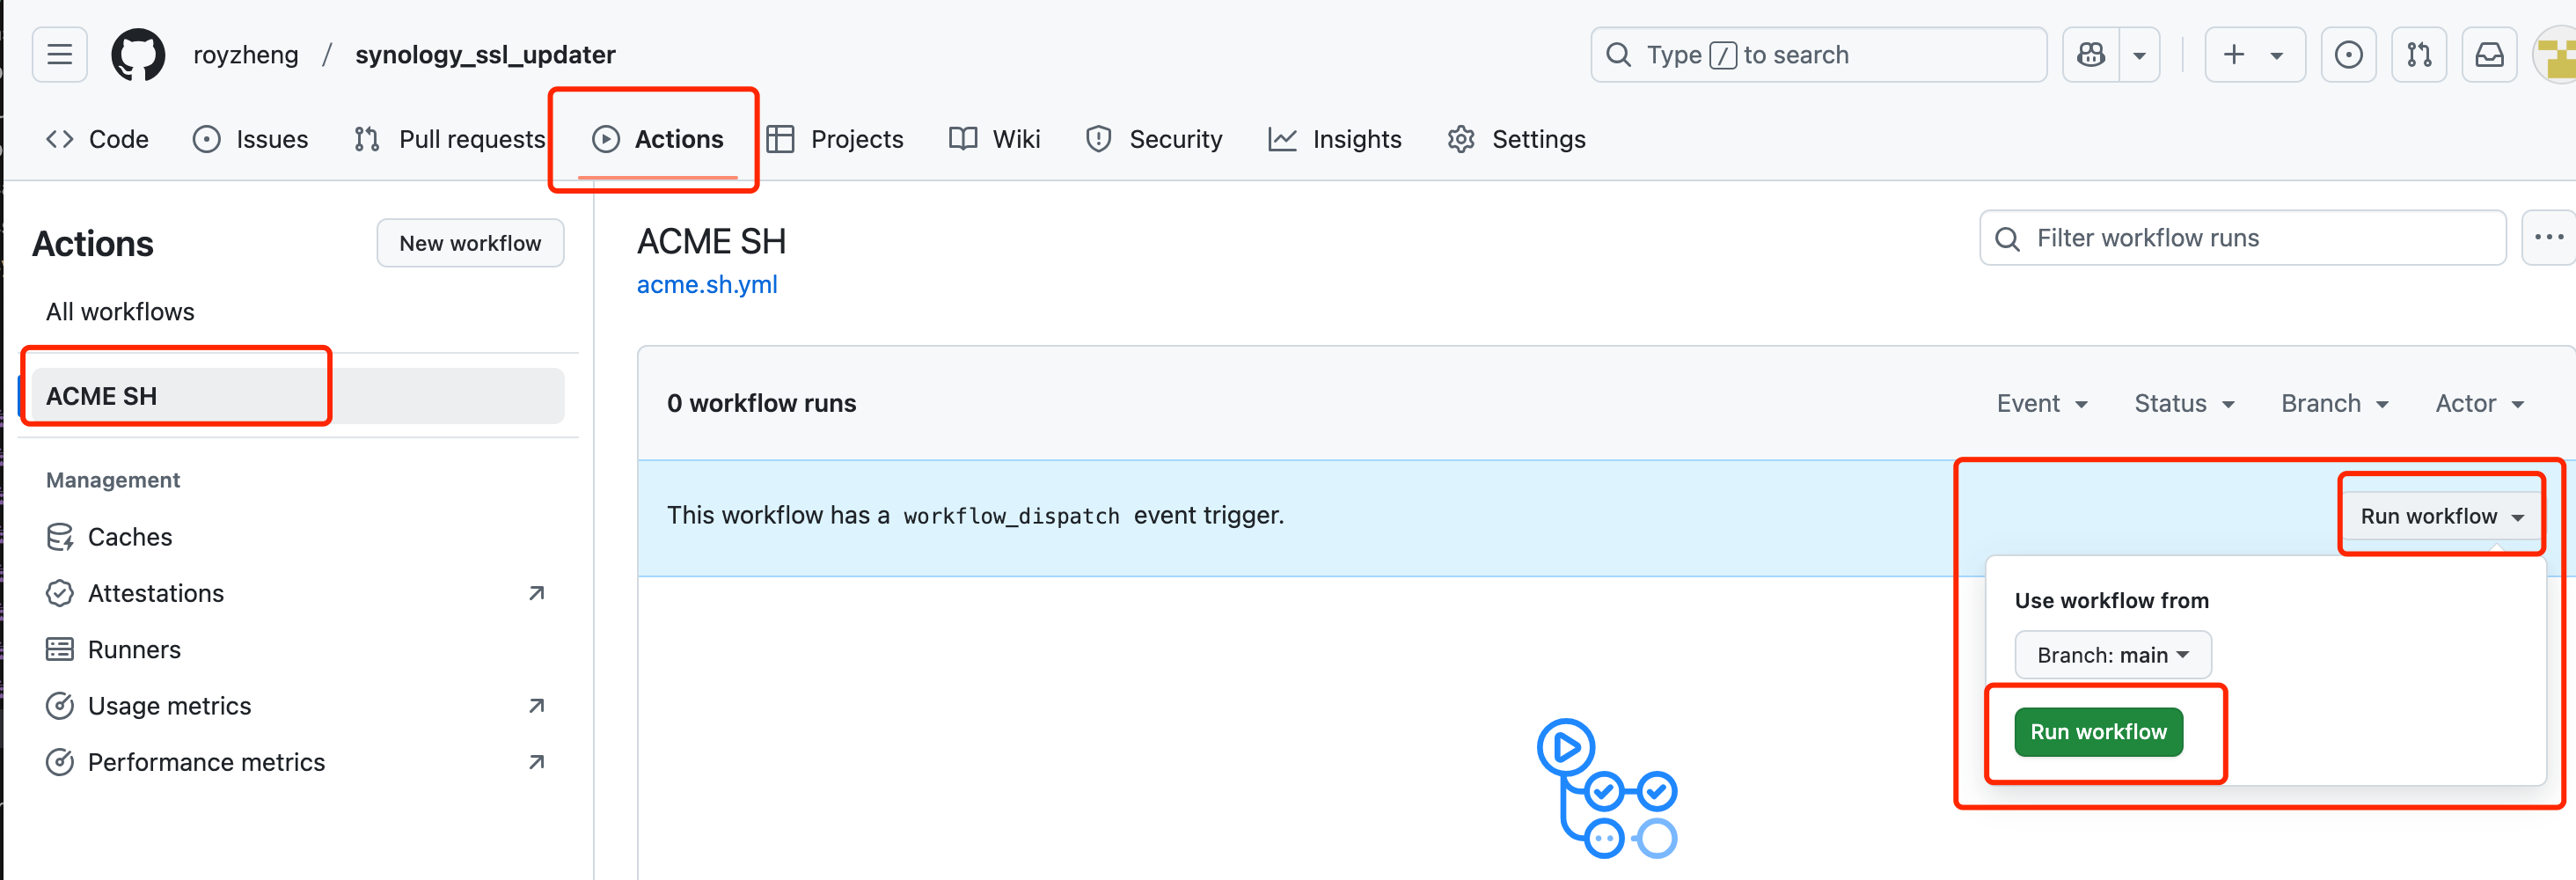 royzheng / synology_ssl_updater
Type / to search
Code Issues Pull requests Actions Projects Wiki Security Insights Settings
Actions
New workflow
All workflows
ACME SH
Management
Caches
Attestations
Runners
Usage metrics
Performance metrics
ACME SH
acme.sh.yml
Filter workflow runs
0 workflow runs
Event Status Branch Actor
This workflow has a workflow_dispatch event trigger.
Run workflow
Use workflow from
Branch: main
Run workflow